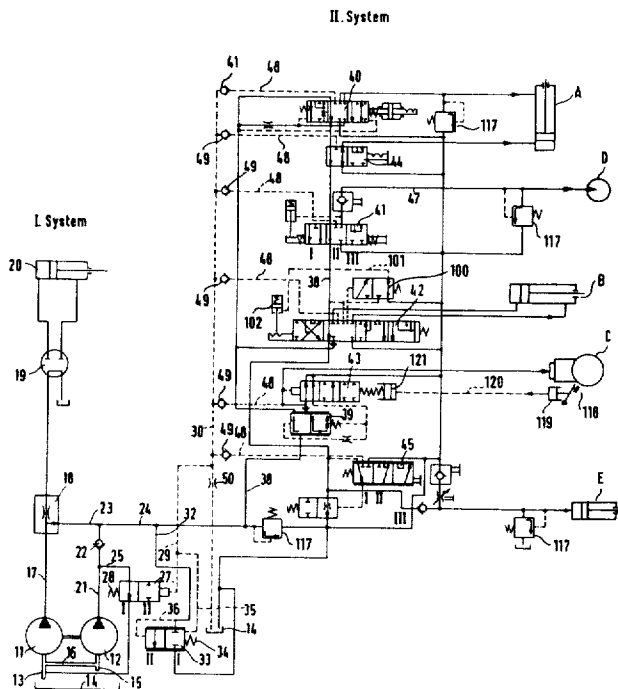 II. System
41 48 40 A
117
49 48 44
49 48 47 D
41
I II III 117
I. System
20
101
49 48 38 100
102 42 B
43 121 C
19
120
49 48 39 119 118
30 49 48 45
50
18 23 24 32 38 I II III E
29 117 117
22
25 28 27 35
17 21 I II 36
14
34
11 12 16 II I 33
13 14 15